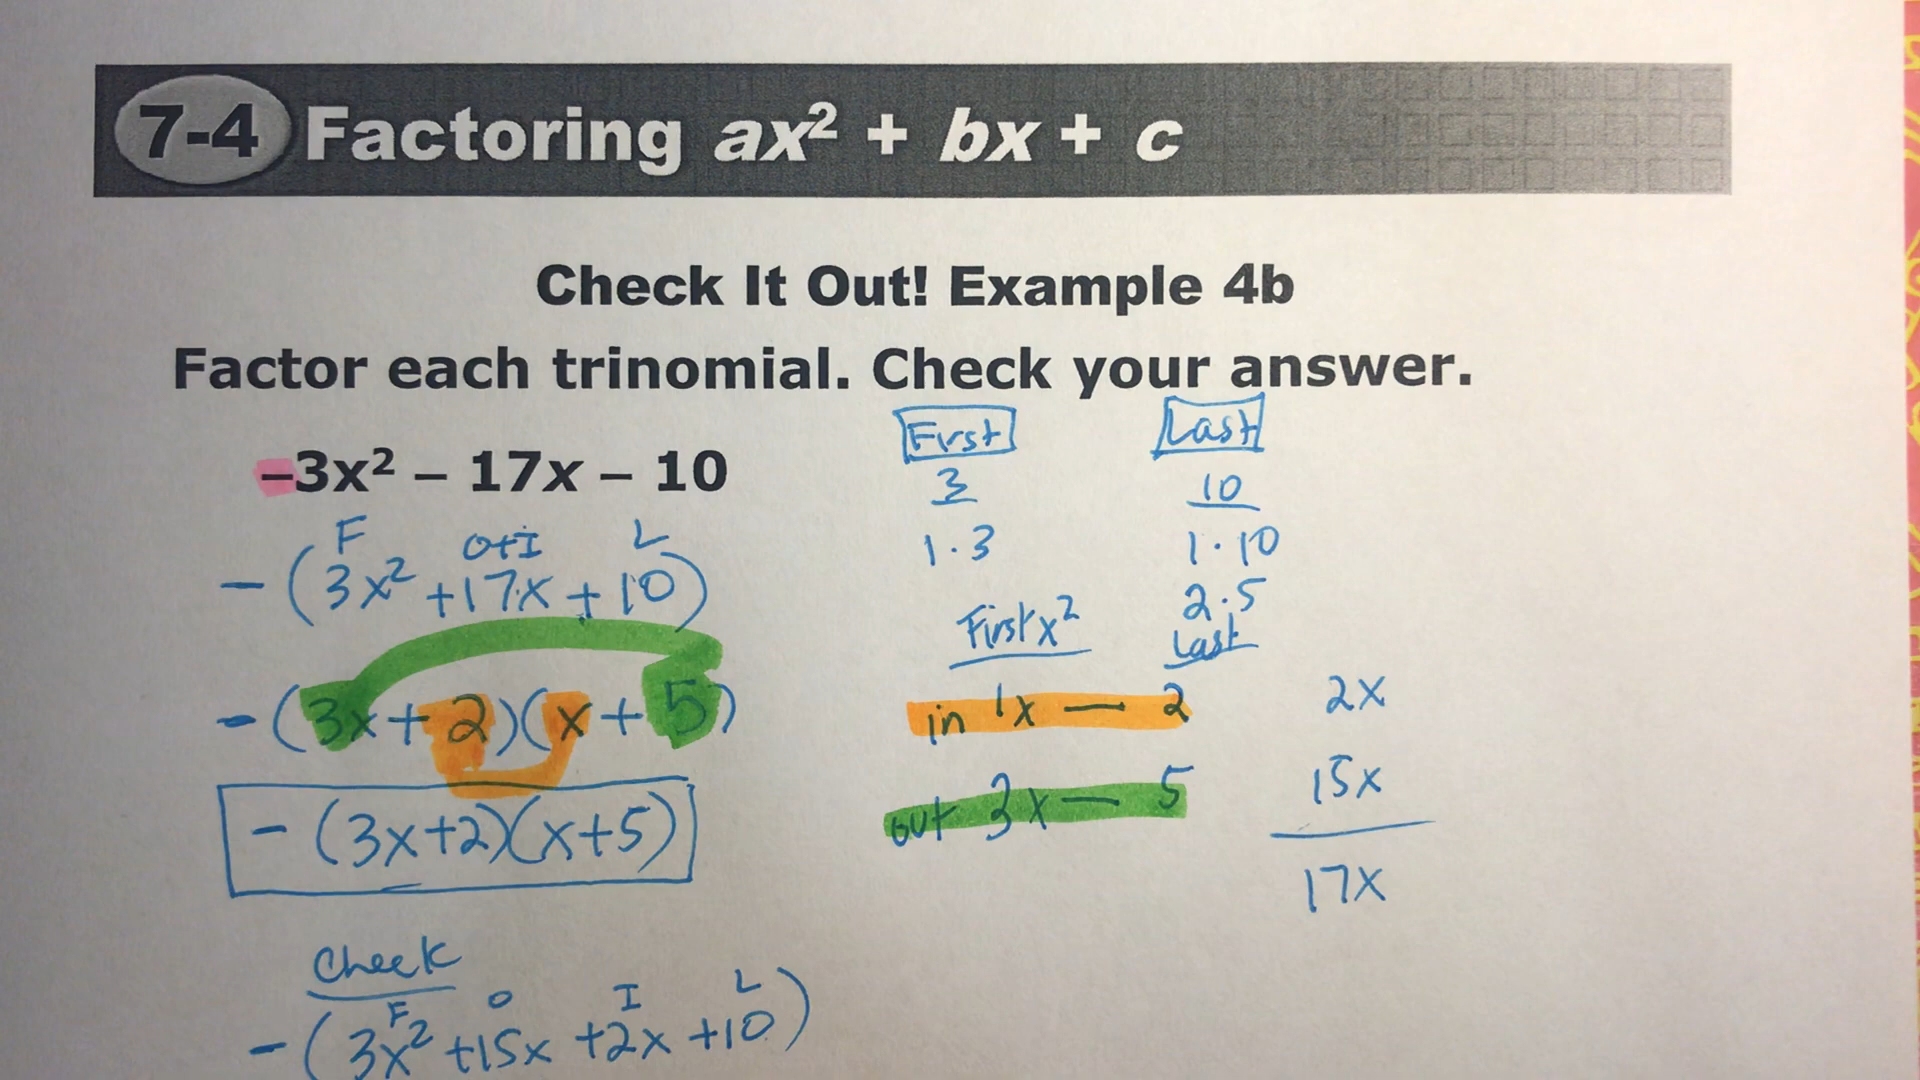 7-4 Factoring ax² + bx + c
Check It Out! Example 4b
Factor each trinomial. Check your answer.
–3x² – 17x – 10
F O+I L
– (3x² +17x + 10)
– (3x + 2)(x + 5)
– (3x+2)(x+5)
Check
F O I L
– (3x² +15x +2x +10)
First Last
3 10
1·3 1·10
2·5
First x² Last
in 1x — 2 2x
out 3x — 5 15x
17x